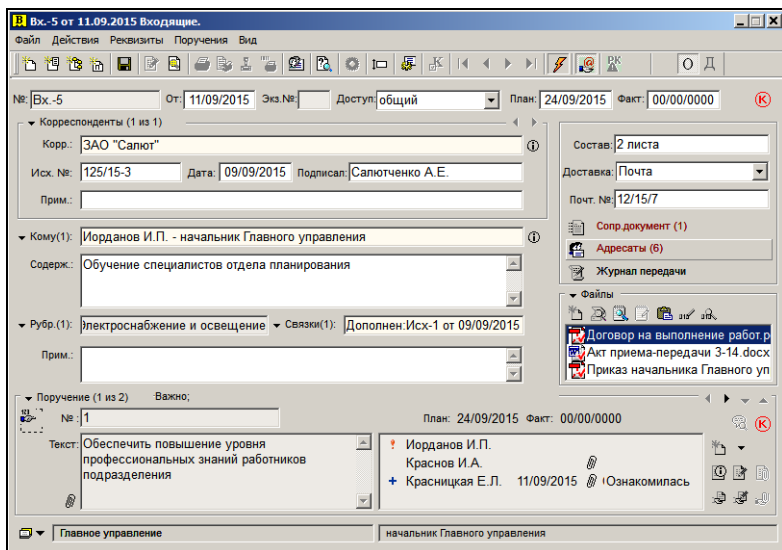 Вх.-5 от 11.09.2015 Входящие.
Файл Действия Реквизиты Поручения Вид
РК О Д
№: Вх.-5 От: 11/09/2015 Экз.№: Доступ: общий План: 24/09/2015 Факт: 00/00/0000 К
Корреспонденты (1 из 1)
Корр.: ЗАО "Салют"
Исх. №: 125/15-3 Дата: 09/09/2015 Подписал: Салютченко А.Е.
Прим.:
Состав: 2 листа
Доставка: Почта
Почт. №: 12/15/7
Сопр.документ (1)
Адресаты (6)
Журнал передачи
Кому(1): Иорданов И.П. - начальник Главного управления
Содерж.: Обучение специалистов отдела планирования
Рубр.(1): Электроснабжение и освещение Связки(1): Дополнен:Исх-1 от 09/09/2015
Прим.:
Файлы
Договор на выполнение работ.р
Акт приема-передачи 3-14.docx
Приказ начальника Главного уп
Поручение (1 из 2) Важно;
№ : 1 План: 24/09/2015 Факт: 00/00/0000
К
Текст: Обеспечить повышение уровня
профессиональных знаний работников
подразделения
Иорданов И.П.
Краснов И.А.
Красницкая Е.Л. 11/09/2015 Ознакомилась
Главное управление начальник Главного управления